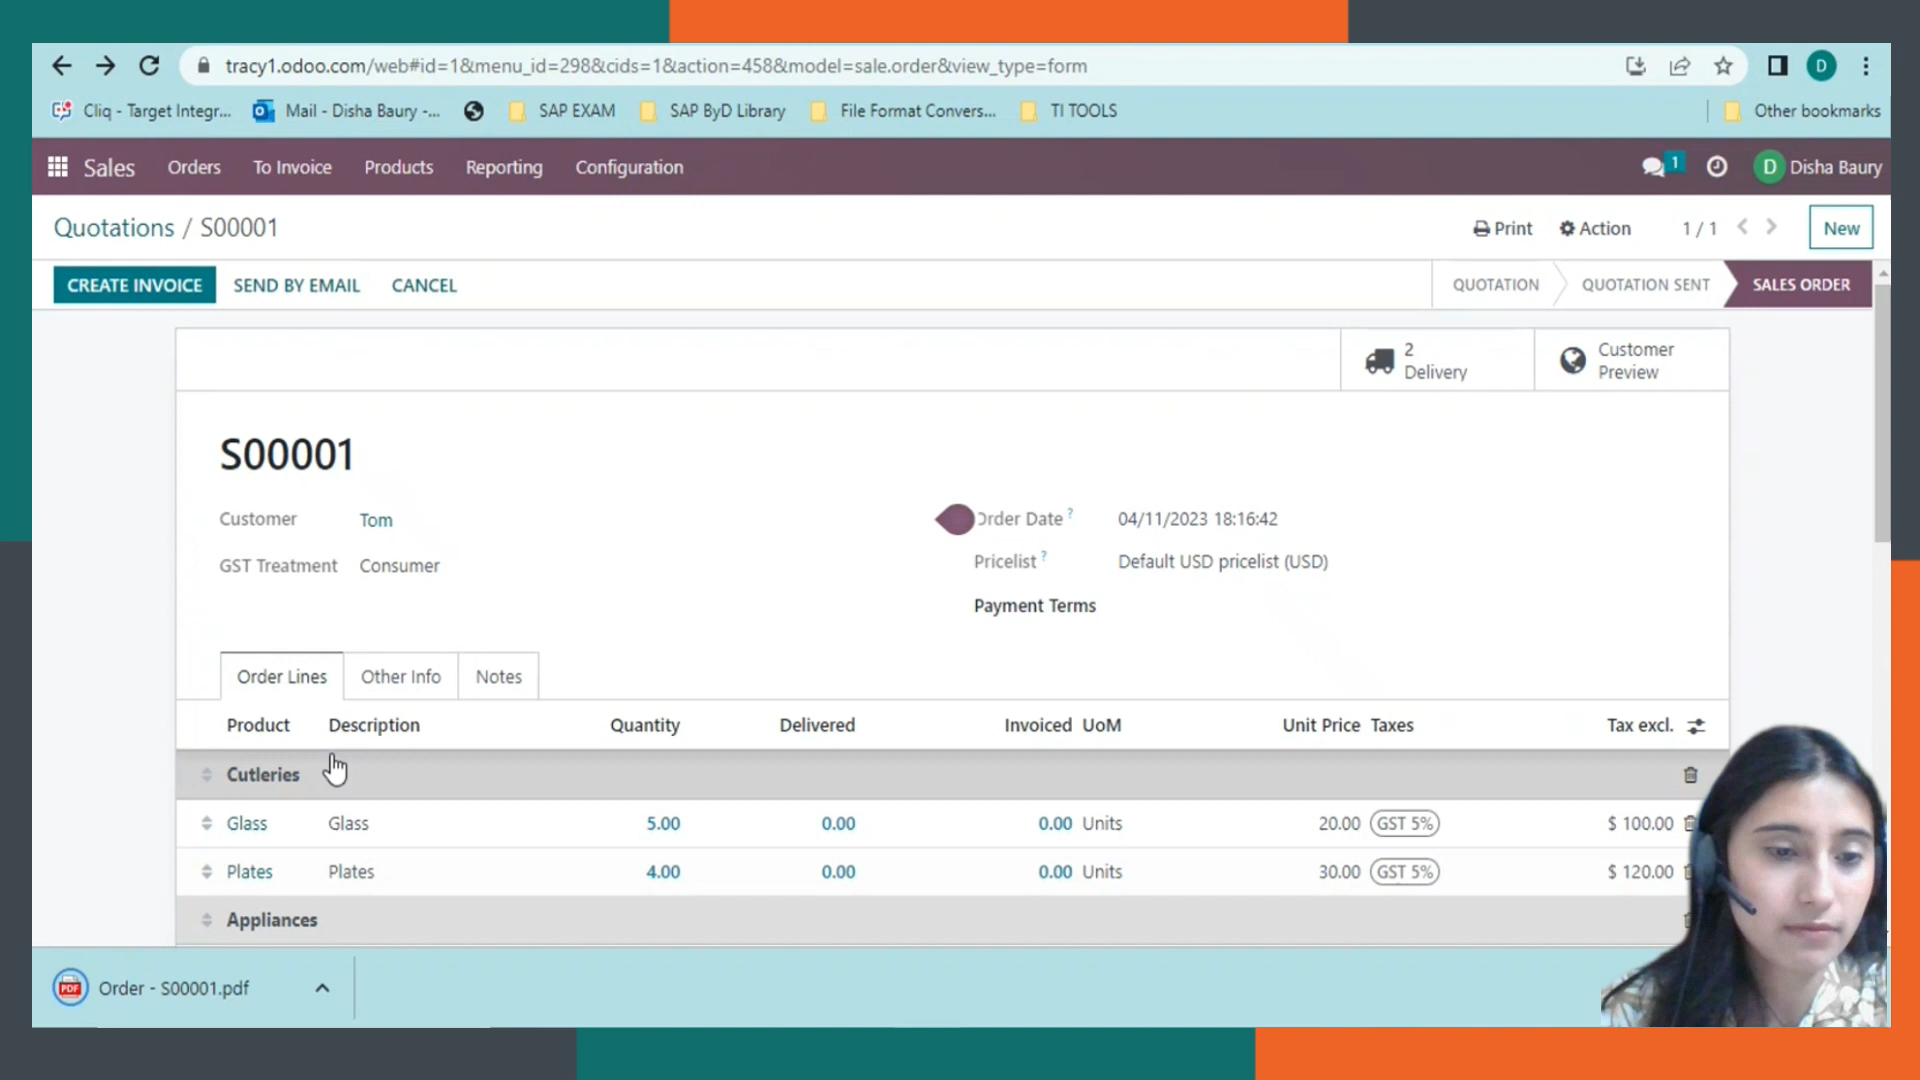 tracy1.odoo.com/web#id=1&menu_id=298&cids=1&action=458&model=sale.order&view_type=form
D
Cliq - Target Integr... Mail - Disha Baury -... SAP EXAM SAP ByD Library File Format Convers... TI TOOLS Other bookmarks
Sales Orders To Invoice Products Reporting Configuration 1 D Disha Baury
Quotations / S00001 Print Action 1 / 1 New
CREATE INVOICE SEND BY EMAIL CANCEL QUOTATION QUOTATION SENT SALES ORDER
2 Delivery
Customer Preview
S00001
Customer Tom Order Date ? 04/11/2023 18:16:42
GST Treatment Consumer Pricelist ? Default USD pricelist (USD)
Payment Terms
Order Lines Other Info Notes
Product Description Quantity Delivered Invoiced UoM Unit Price Taxes Tax excl.
Cutleries
Glass Glass 5.00 0.00 0.00 Units 20.00 GST 5% $ 100.00
Plates Plates 4.00 0.00 0.00 Units 30.00 GST 5% $ 120.00
Appliances
PDF Order - S00001.pdf